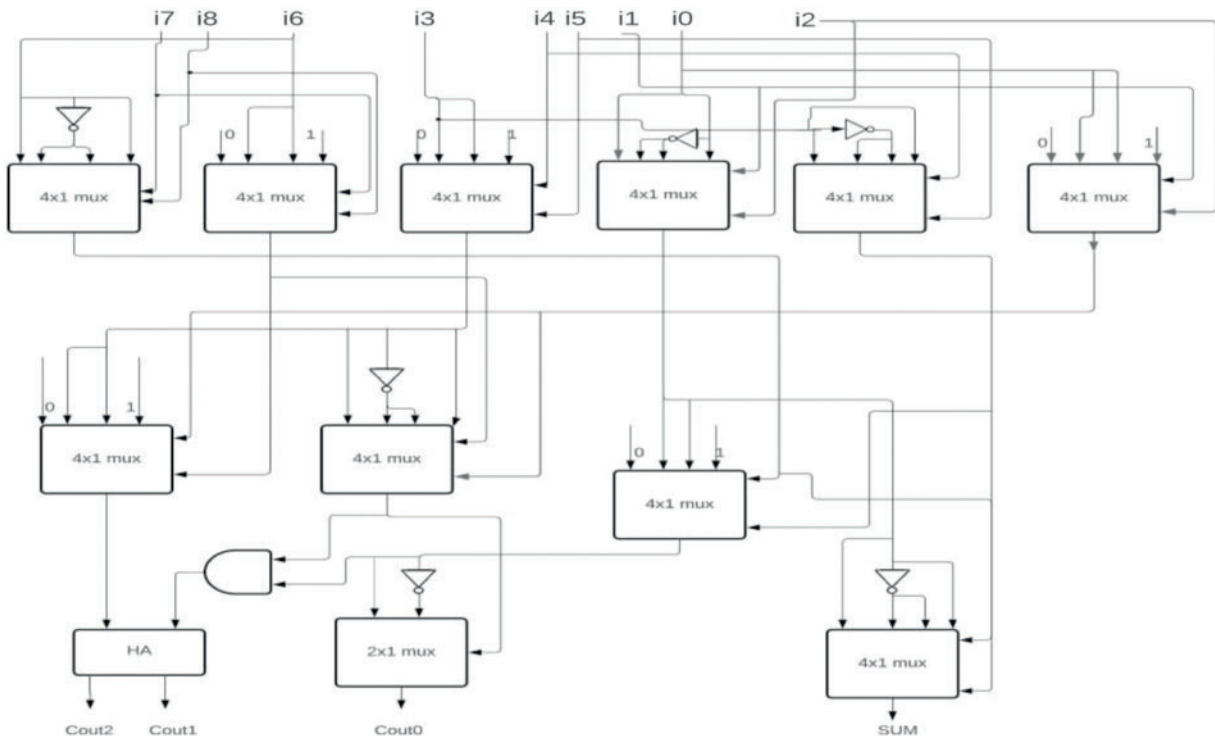 i7 i8 i6 i3 i4 i5 i1 i0 i2
0 1 0 1 0 1
4x1 mux 4x1 mux 4x1 mux 4x1 mux 4x1 mux 4x1 mux
0 1
4x1 mux 4x1 mux
0 1
4x1 mux
HA 2x1 mux 4x1 mux
Cout2 Cout1 Cout0 SUM